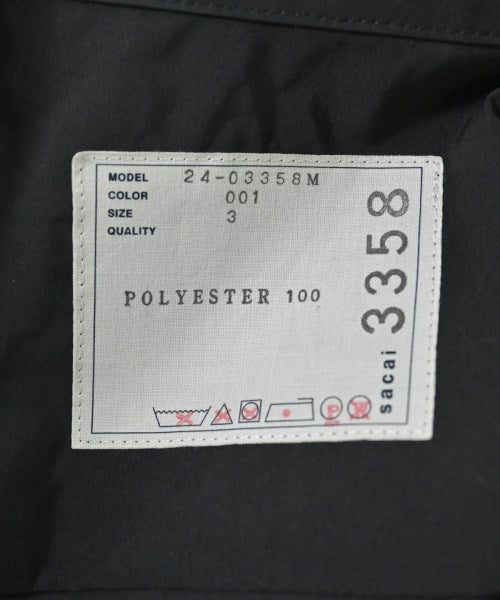 MODEL 24-03358M
COLOR 001
SIZE 3
QUALITY
POLYESTER 100
sacai 3358
P W